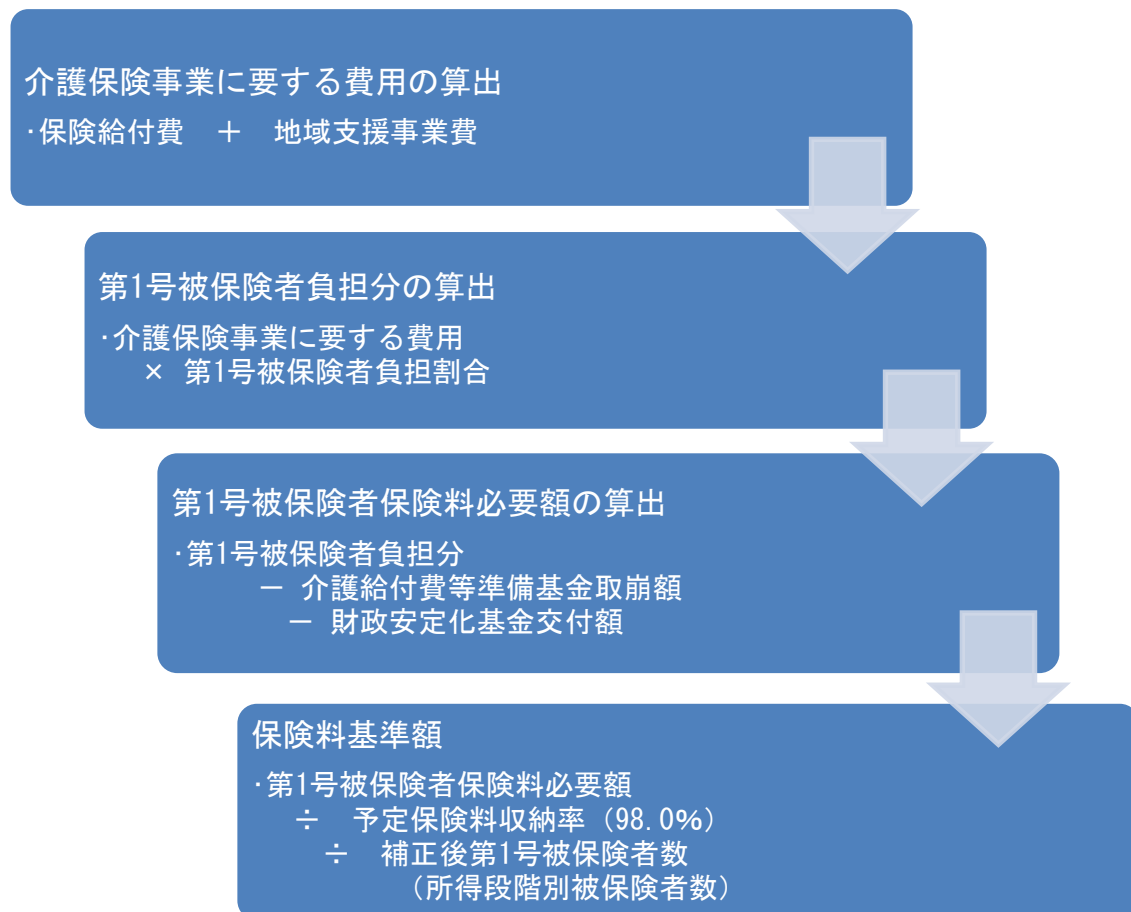 介護保険事業に要する費用の算出
・保険給付費　＋　地域支援事業費
第1号被保険者負担分の算出
・介護保険事業に要する費用
× 第1号被保険者負担割合
第1号被保険者保険料必要額の算出
・第1号被保険者負担分
－ 介護給付費等準備基金取崩額
－ 財政安定化基金交付額
保険料基準額
・第1号被保険者保険料必要額
÷　予定保険料収納率（98.0%）
÷　補正後第1号被保険者数
（所得段階別被保険者数）